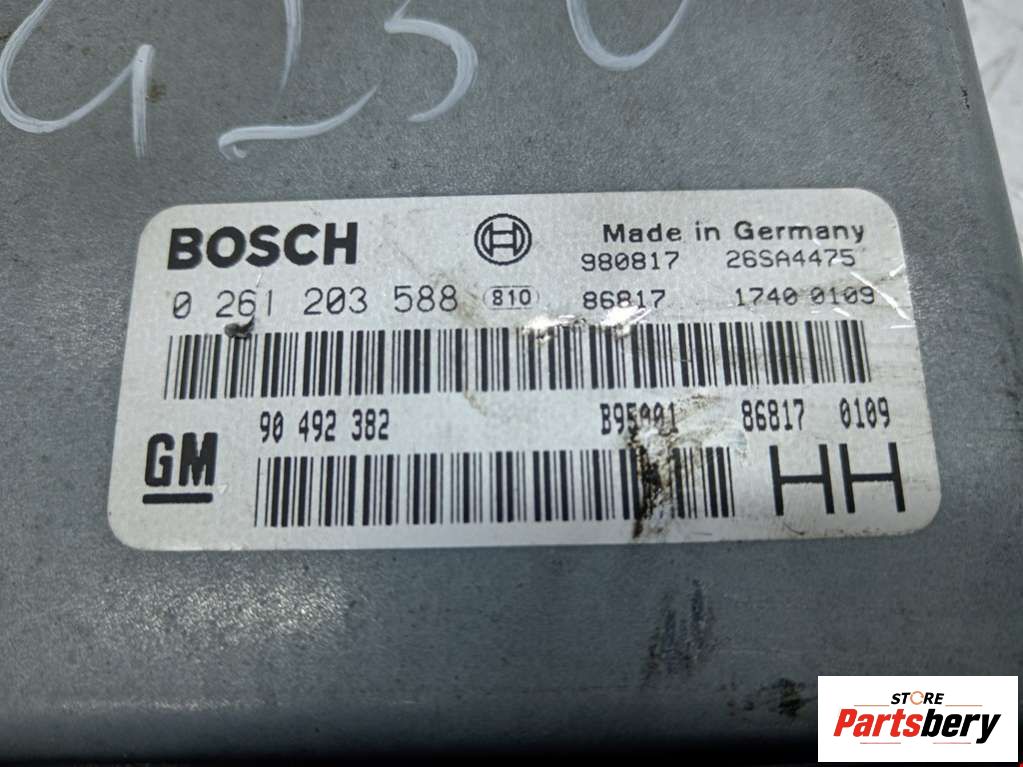 BOSCH
Made in Germany
980817 26SA4475
0 261 203 588 810 86817 1740 0109
90 492 382 B95001 86817 0109
GM
HH
STORE
Partsbery